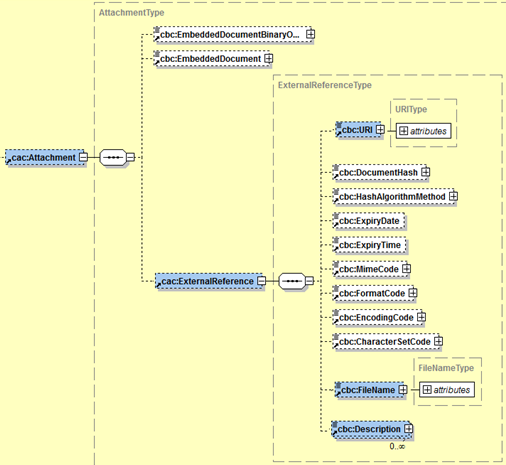 AttachmentType
cbc:EmbeddedDocumentBinaryO...
cbc:EmbeddedDocument
ExternalReferenceType
URIType
cbc:URI
attributes
cac:Attachment
cbc:DocumentHash
cbc:HashAlgorithmMethod
cbc:ExpiryDate
cbc:ExpiryTime
cbc:MimeCode
cac:ExternalReference
cbc:FormatCode
cbc:EncodingCode
cbc:CharacterSetCode
FileNameType
cbc:FileName
attributes
cbc:Description
0..∞